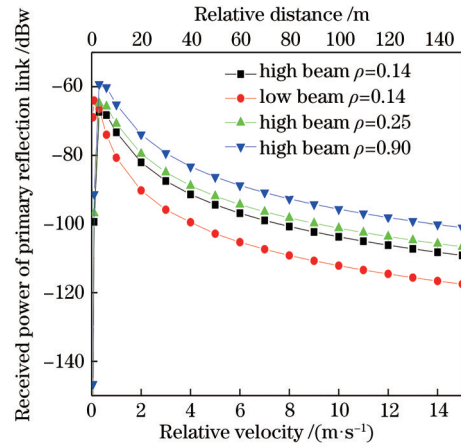 Relative distance /m
0 20 40 60 80 100 120 140
Received power of primary reflection link /dBw
−60
−80
−100
−120
−140
high beam ρ=0.14
low beam ρ=0.14
high beam ρ=0.25
high beam ρ=0.90
0 2 4 6 8 10 12 14
Relative velocity /(m·s⁻¹)